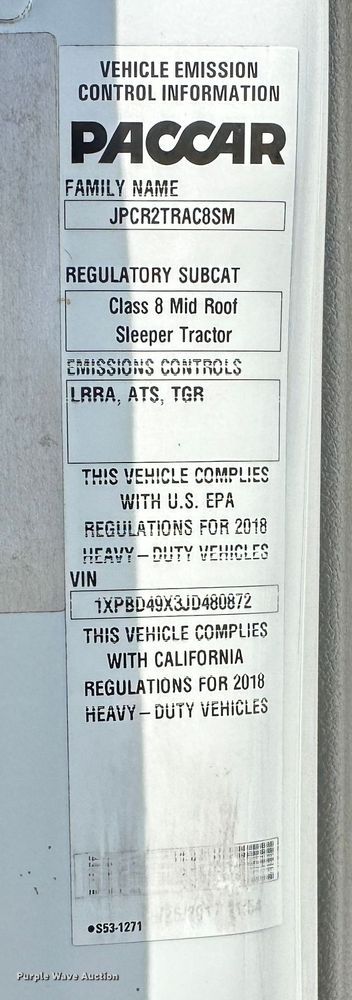 VEHICLE EMISSION
CONTROL INFORMATION
PACCAR
FAMILY NAME
JPCR2TRAC8SM
REGULATORY SUBCAT
Class 8 Mid Roof
Sleeper Tractor
EMISSIONS CONTROLS
LRRA, ATS, TGR
THIS VEHICLE COMPLIES
WITH U.S. EPA
REGULATIONS FOR 2018
HEAVY – DUTY VEHICLES
VIN
1XPBD49X3JD480872
THIS VEHICLE COMPLIES
WITH CALIFORNIA
REGULATIONS FOR 2018
HEAVY – DUTY VEHICLES
●S53-1271
Purple Wave Auction